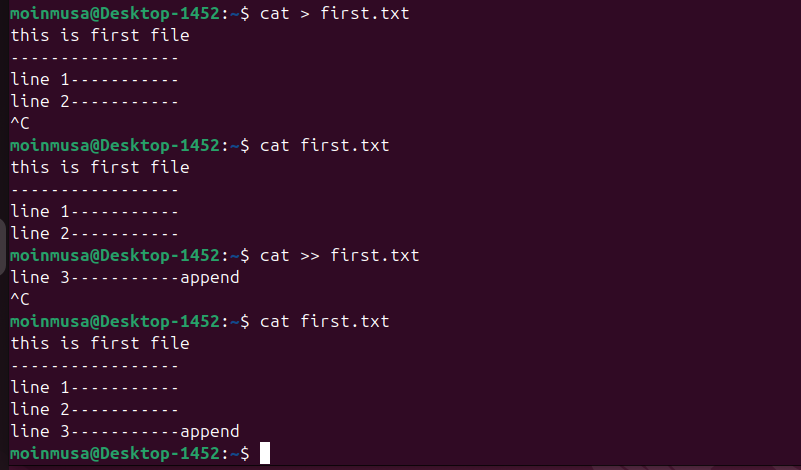 moinmusa@Desktop-1452:~$ cat > first.txt
this is first file
-----------------
line 1-----------
line 2-----------
^C
moinmusa@Desktop-1452:~$ cat first.txt
this is first file
-----------------
line 1-----------
line 2-----------
moinmusa@Desktop-1452:~$ cat >> first.txt
line 3-----------append
^C
moinmusa@Desktop-1452:~$ cat first.txt
this is first file
-----------------
line 1-----------
line 2-----------
line 3-----------append
moinmusa@Desktop-1452:~$